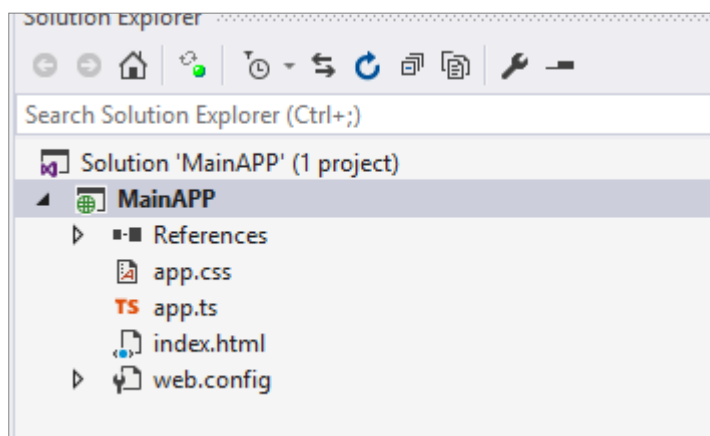 Solution Explorer
Search Solution Explorer (Ctrl+;)
Solution 'MainAPP' (1 project)
MainAPP
References
app.css
TS app.ts
index.html
web.config